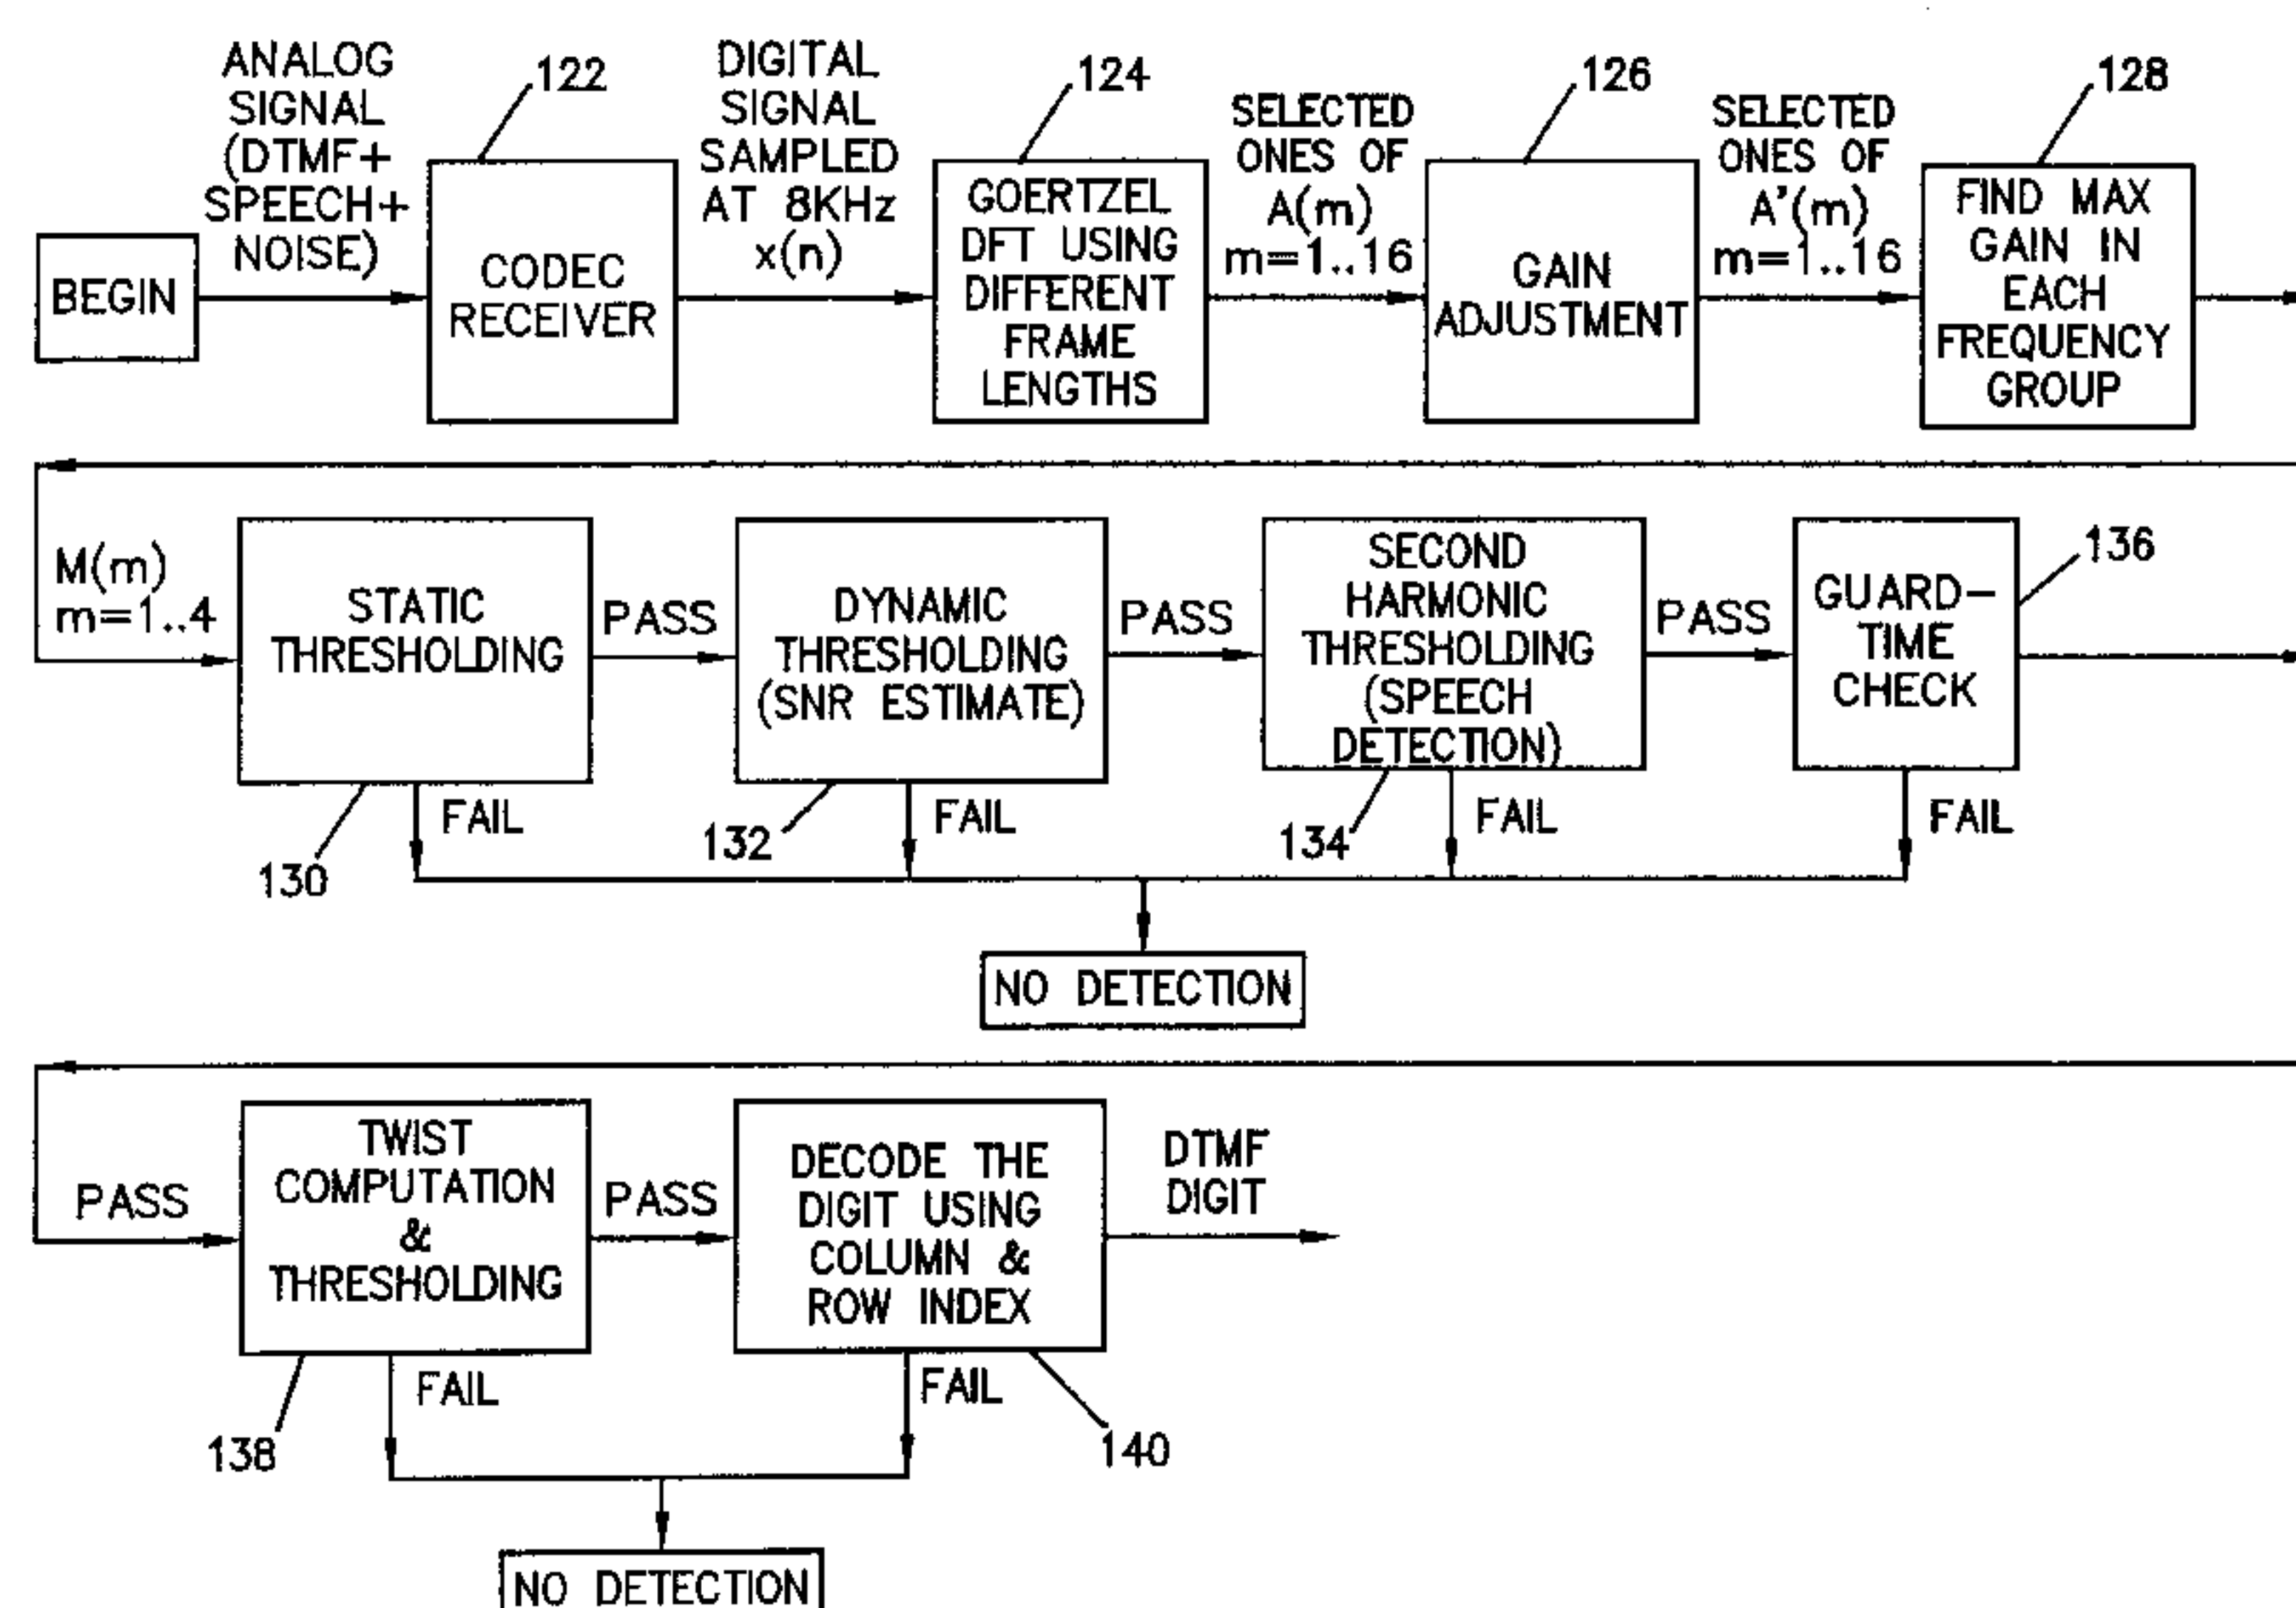 BEGIN
ANALOG
SIGNAL
(DTMF+
SPEECH+
NOISE)
122
CODEC
RECEIVER
DIGITAL
SIGNAL
SAMPLED
AT 8KHz
x(n)
124
GOERTZEL
DFT USING
DIFFERENT
FRAME
LENGTHS
SELECTED
ONES OF
A(m)
m=1..16
126
GAIN
ADJUSTMENT
SELECTED
ONES OF
A'(m)
m=1..16
128
FIND MAX
GAIN IN
EACH
FREQUENCY
GROUP
M(m)
m=1..4
STATIC
THRESHOLDING
130
FAIL
PASS
DYNAMIC
THRESHOLDING
(SNR ESTIMATE)
132
FAIL
PASS
SECOND
HARMONIC
THRESHOLDING
(SPEECH
DETECTION)
134
FAIL
PASS
GUARD-
TIME
CHECK
136
FAIL
NO DETECTION
PASS
TWIST
COMPUTATION
&
THRESHOLDING
138
FAIL
PASS
DECODE THE
DIGIT USING
COLUMN &
ROW INDEX
140
FAIL
DTMF
DIGIT
NO DETECTION